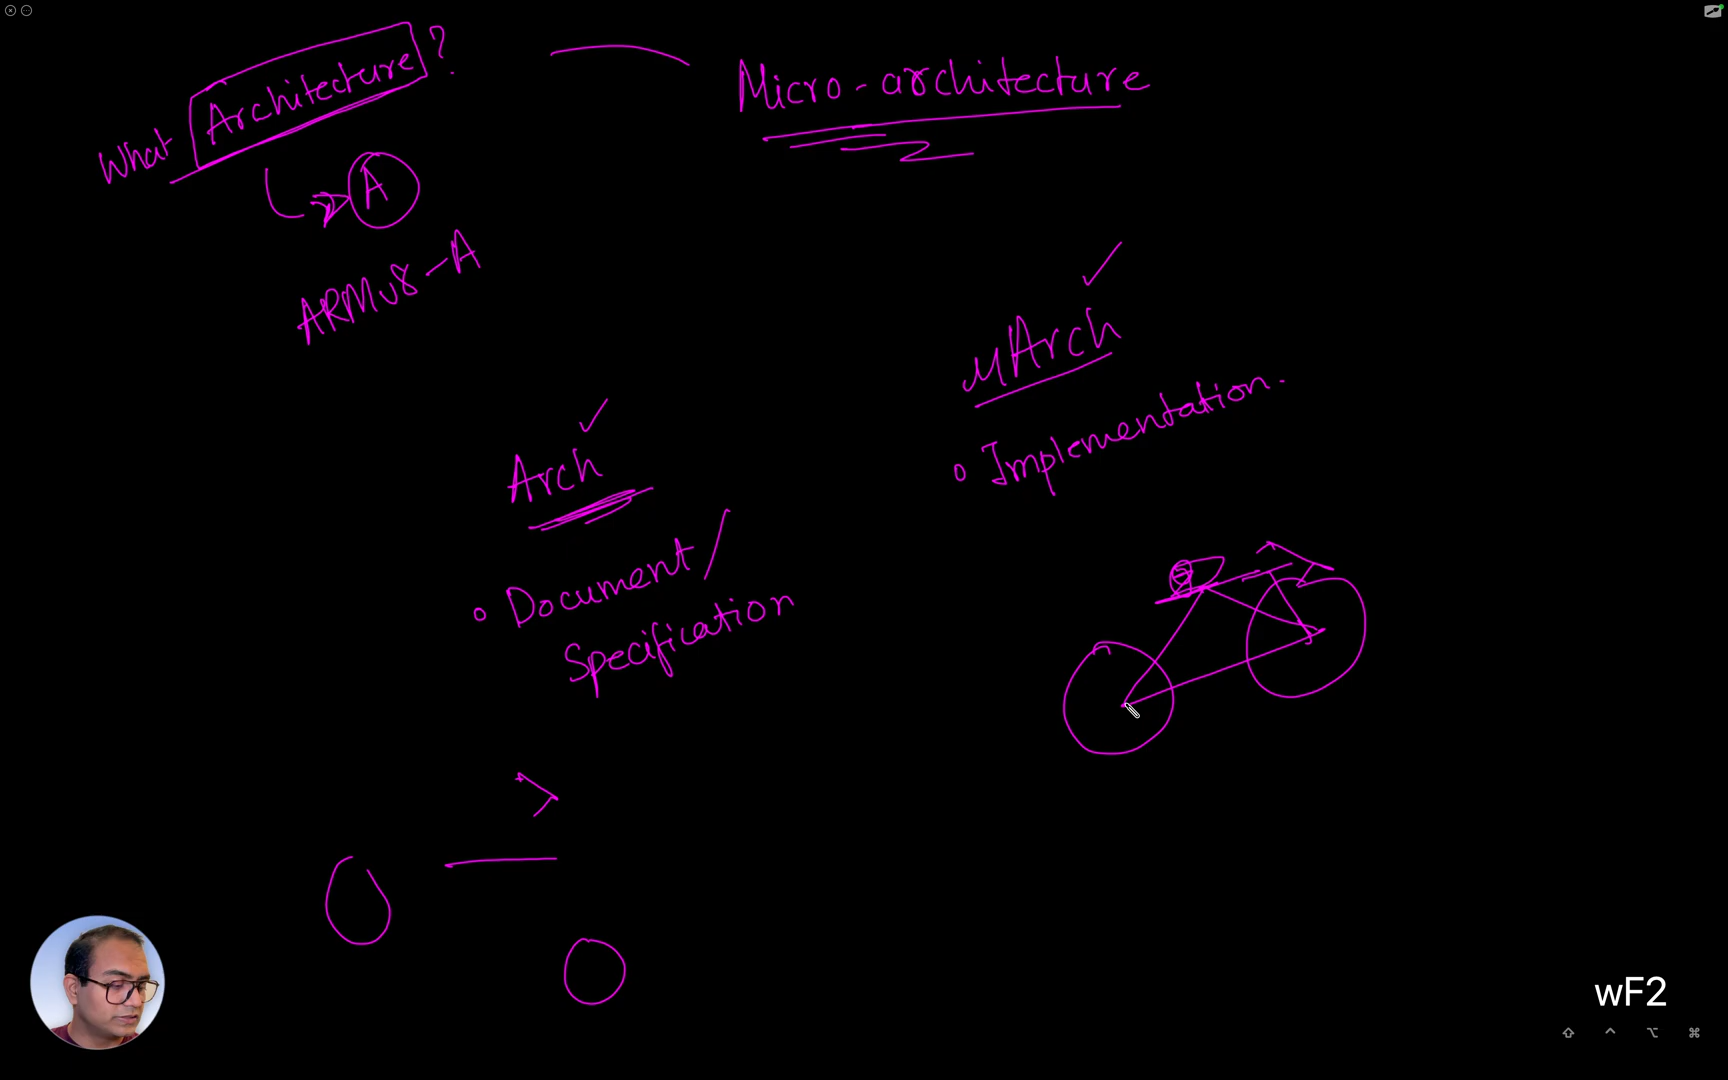 What Architecture?
Micro-architecture
A
ARMv8-A
μArch
Implementation.
Arch
Document/
Specification
wF2